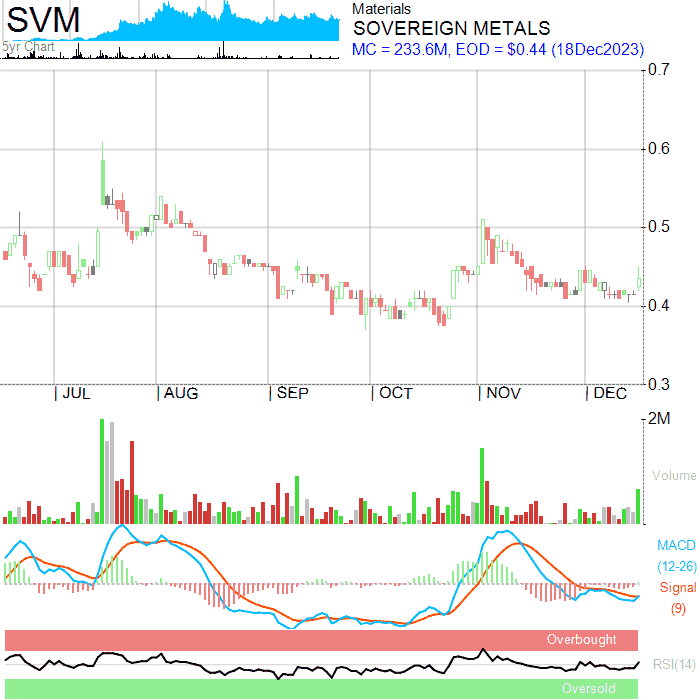 SVM
5yr Chart
Materials
SOVEREIGN METALS
MC = 233.6M, EOD = $0.44 (18Dec2023)
0.7
0.6
0.5
0.4
0.3
JUL
AUG
SEP
OCT
NOV
DEC
2M
Volume
MACD
(12-26)
Signal
(9)
Overbought
RSI(14)
Oversold